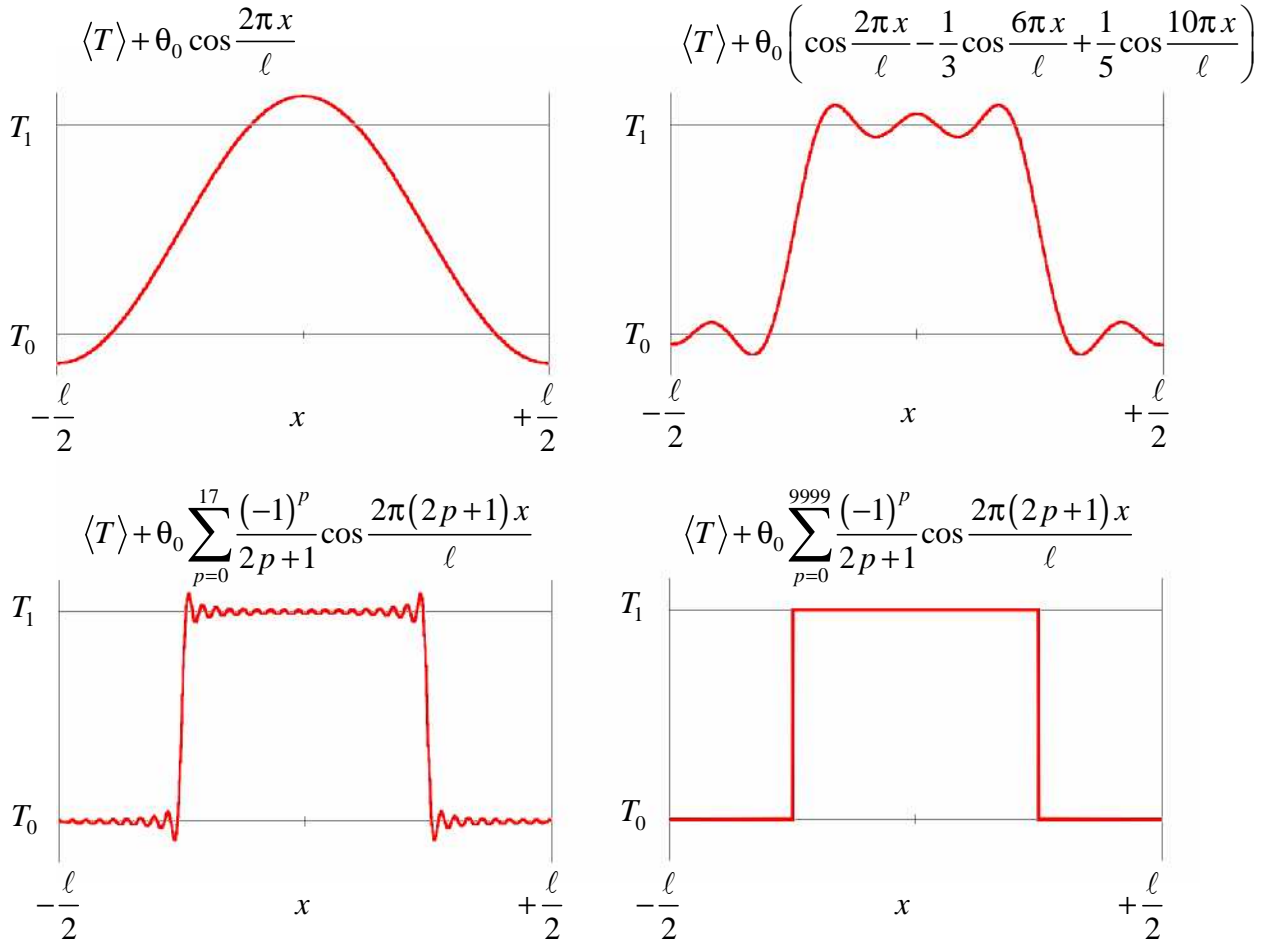 ⟨T⟩ + θ₀ cos 2πx/ℓ
T₁
T₀
−ℓ/2
x
+ℓ/2
⟨T⟩ + θ₀ (cos 2πx/ℓ − 1/3 cos 6πx/ℓ + 1/5 cos 10πx/ℓ)
T₁
T₀
−ℓ/2
x
+ℓ/2
⟨T⟩ + θ₀ ∑_{p=0}^{17} (−1)^p/(2p+1) cos 2π(2p+1)x/ℓ
T₁
T₀
−ℓ/2
x
+ℓ/2
⟨T⟩ + θ₀ ∑_{p=0}^{9999} (−1)^p/(2p+1) cos 2π(2p+1)x/ℓ
T₁
T₀
−ℓ/2
x
+ℓ/2